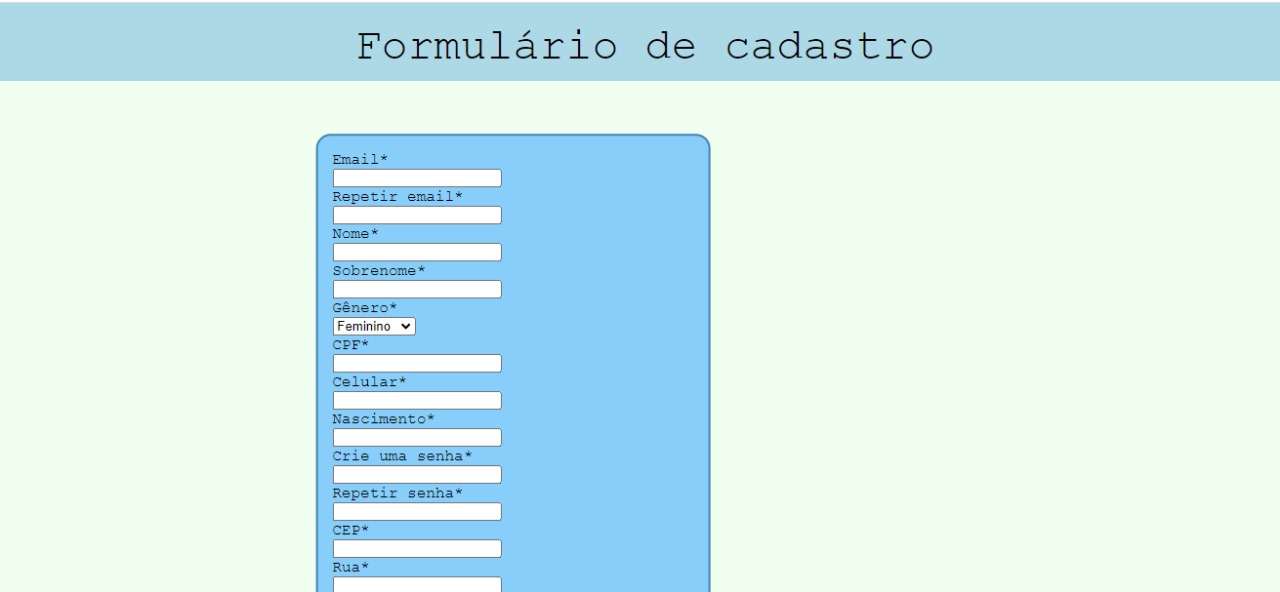 Formulário de cadastro
Email*
Repetir email*
Nome*
Sobrenome*
Gênero*
Feminino
CPF*
Celular*
Nascimento*
Crie uma senha*
Repetir senha*
CEP*
Rua*